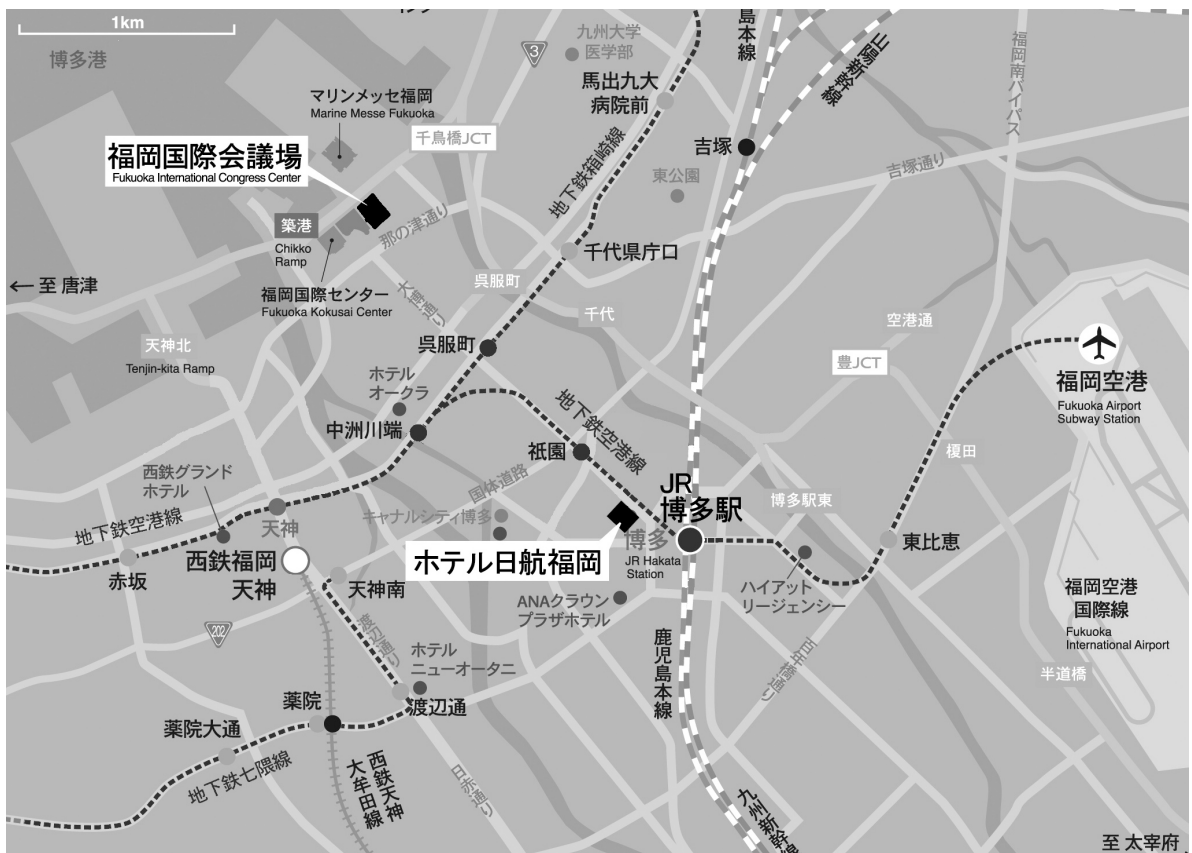 1km
博多港
3
九州大学
医学部
馬出九大
病院前
島本線
山陽新幹線
福岡南バイパス
マリンメッセ福岡
Marine Messe Fukuoka
千鳥橋JCT
福岡国際会議場
Fukuoka International Congress Center
地下鉄箱崎線
吉塚
吉塚通り
東公園
築港
Chikko
Ramp
那の津通り
千代県庁口
← 至 唐津
福岡国際センター
Fukuoka Kokusai Center
大博通り
呉服町
千代
空港通
天神北
Tenjin-kita Ramp
呉服町
豊JCT
福岡空港
Fukuoka Airport
Subway Station
ホテル
オークラ
中洲川端
地下鉄空港線
祇園
榎田
西鉄グランド
ホテル
国体道路
JR
博多駅
博多駅東
地下鉄空港線
天神
キャナルシティ博多
博多
JR Hakata
Station
東比恵
赤坂
西鉄福岡
天神
ホテル日航福岡
天神南
ANAクラウン
プラザホテル
ハイアット
リージェンシー
福岡空港
国際線
Fukuoka
International Airport
202
渡辺通り
ホテル
ニューオータニ
鹿児島本線
百年橋通り
半道橋
薬院
渡辺通
薬院大通
地下鉄七隈線
西鉄天神
大牟田線
日赤通り
九州新幹線
至 太宰府